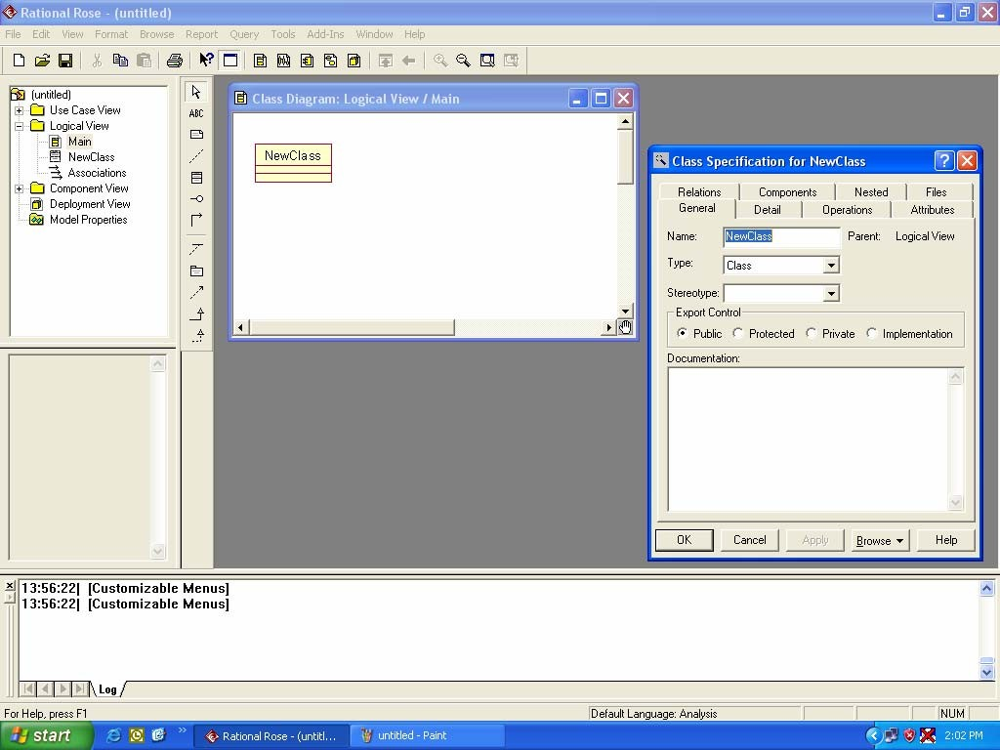 Rational Rose - (untitled)
File Edit View Format Browse Report Query Tools Add-Ins Window Help
(untitled)
Use Case View
Logical View
Main
NewClass
Associations
Component View
Deployment View
Model Properties
ABC
Class Diagram: Logical View / Main
NewClass
Class Specification for NewClass
Relations Components Nested Files
General Detail Operations Attributes
Name: NewClass Parent: Logical View
Type: Class
Stereotype:
Export Control
Public Protected Private Implementation
Documentation:
OK Cancel Apply Browse Help
13:56:22| [Customizable Menus]
13:56:22| [Customizable Menus]
Log
For Help, press F1 Default Language: Analysis NUM
start Rational Rose - (untitl... untitled - Paint 2:02 PM